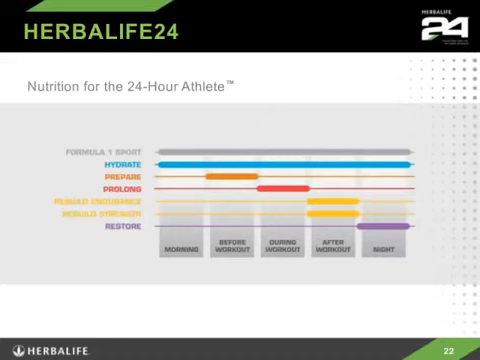 HERBALIFE24
HERBALIFE
24
Nutrition for the 24-Hour Athlete™
FORMULA 1 SPORT
HYDRATE
PREPARE
PROLONG
REBUILD ENDURANCE
REBUILD STRENGTH
RESTORE
MORNING
BEFORE
WORKOUT
DURING
WORKOUT
AFTER
WORKOUT
NIGHT
HERBALIFE
22